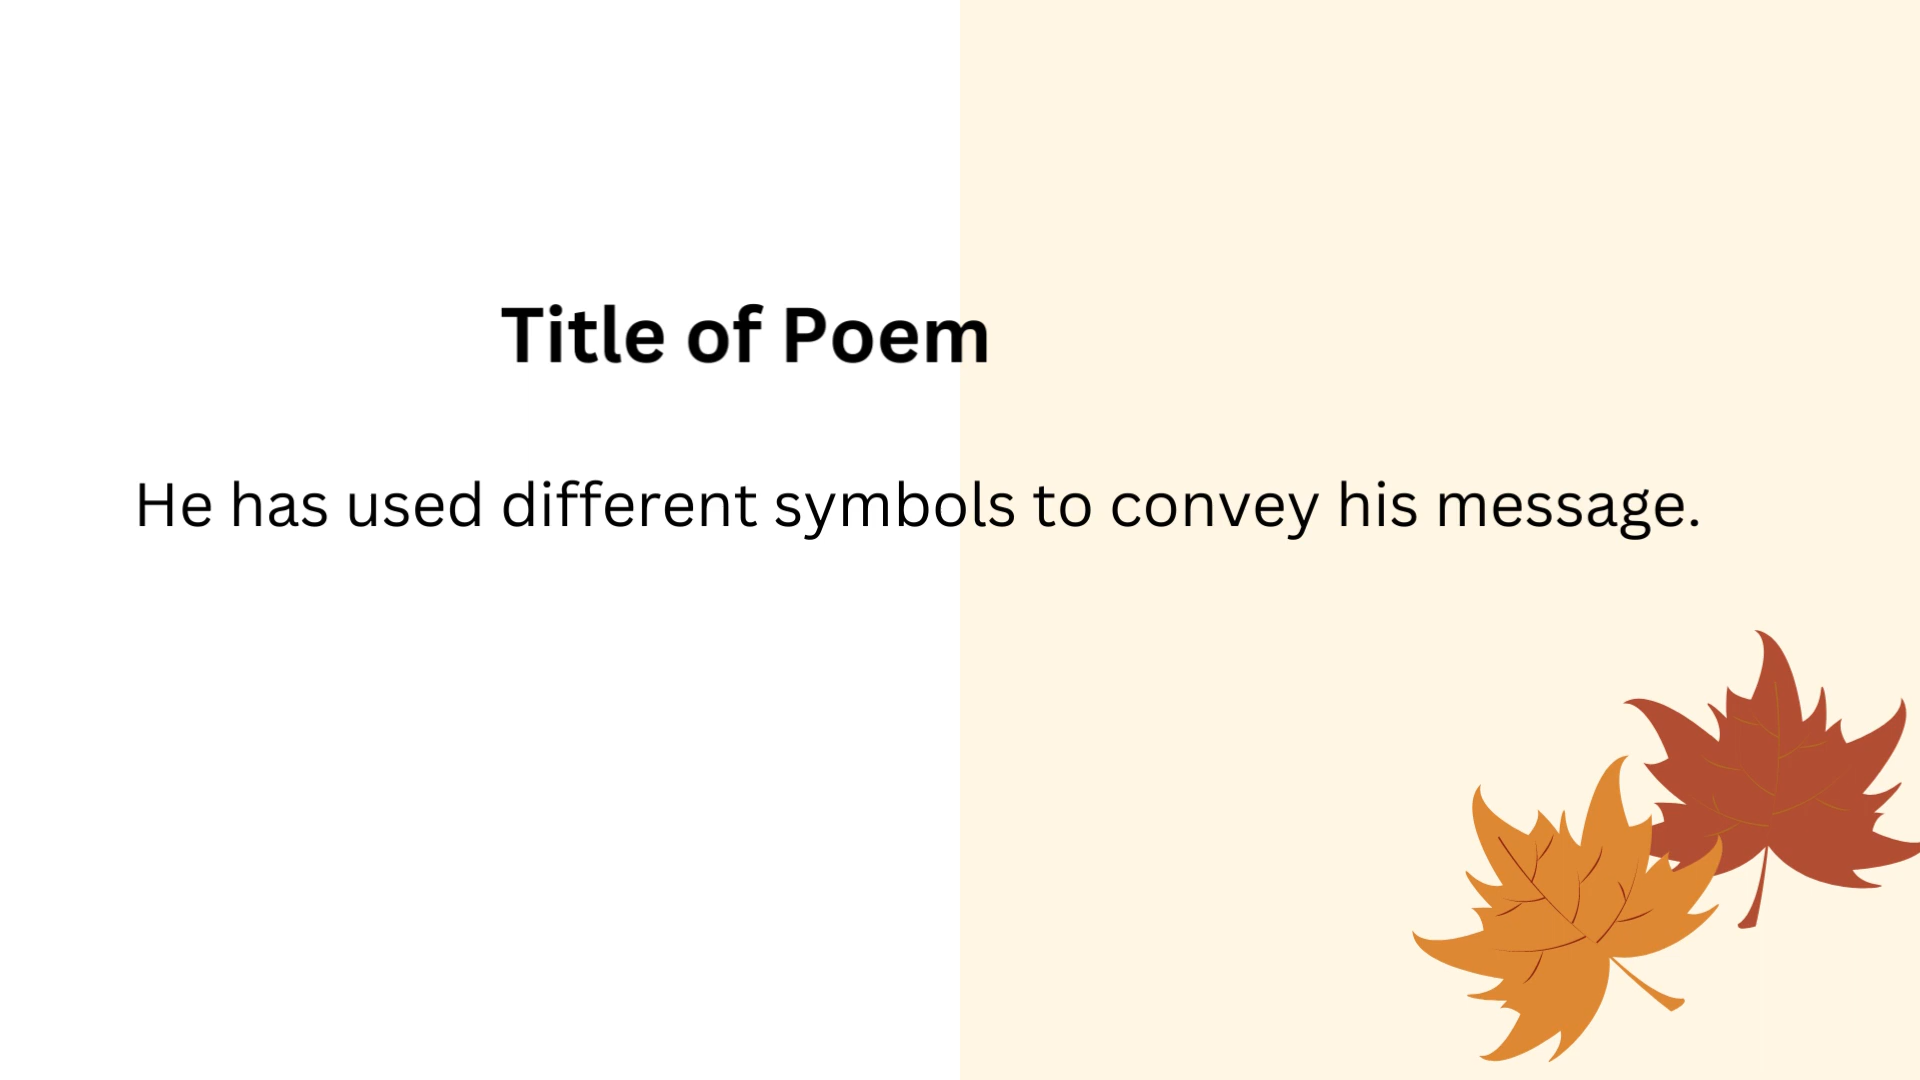 Title of Poem
He has used different symbols to convey his message.